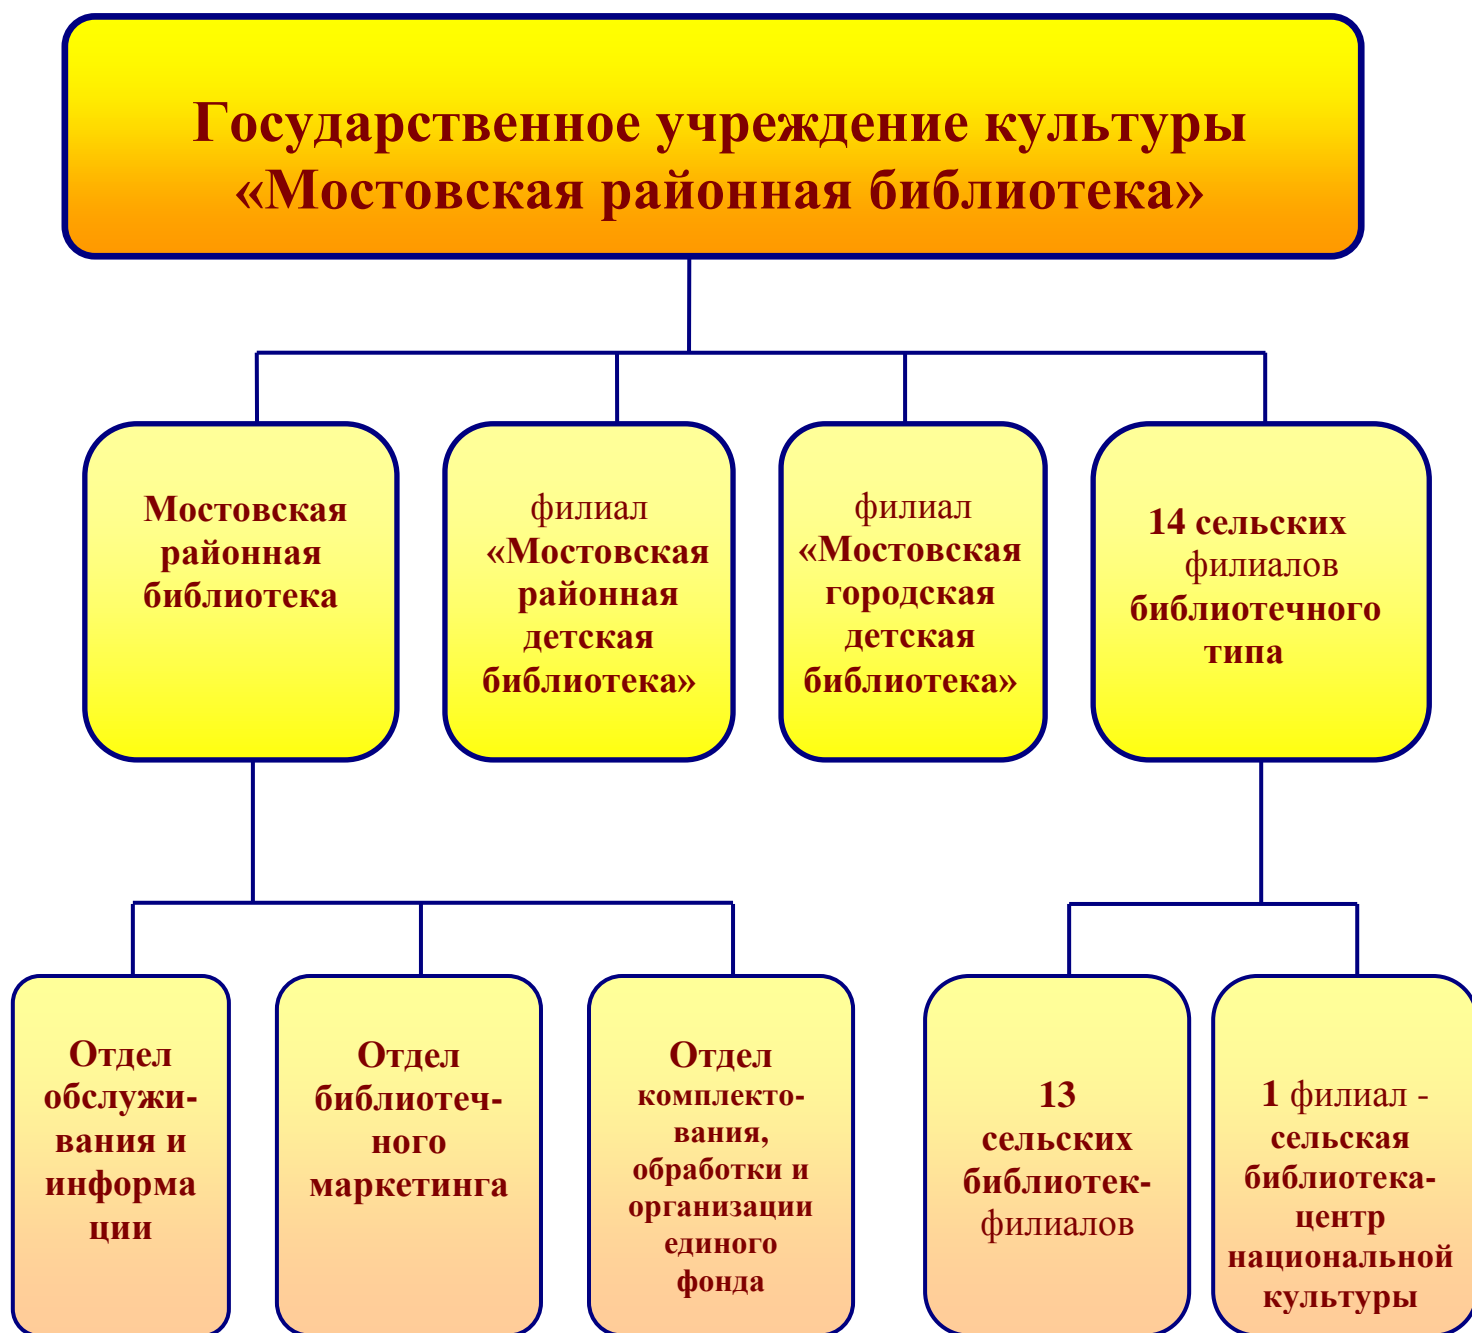 Государственное учреждение культуры
«Мостовская районная библиотека»
Мостовская
районная
библиотека
филиал
«Мостовская
районная
детская
библиотека»
филиал
«Мостовская
городская
детская
библиотека»
14 сельских
филиалов
библиотечного
типа
Отдел
обслужи-
вания и
информа
ции
Отдел
библиотеч-
ного
маркетинга
Отдел
комплекто-
вания,
обработки и
организации
единого
фонда
13
сельских
библиотек-
филиалов
1 филиал -
сельская
библиотека-
центр
национальной
культуры